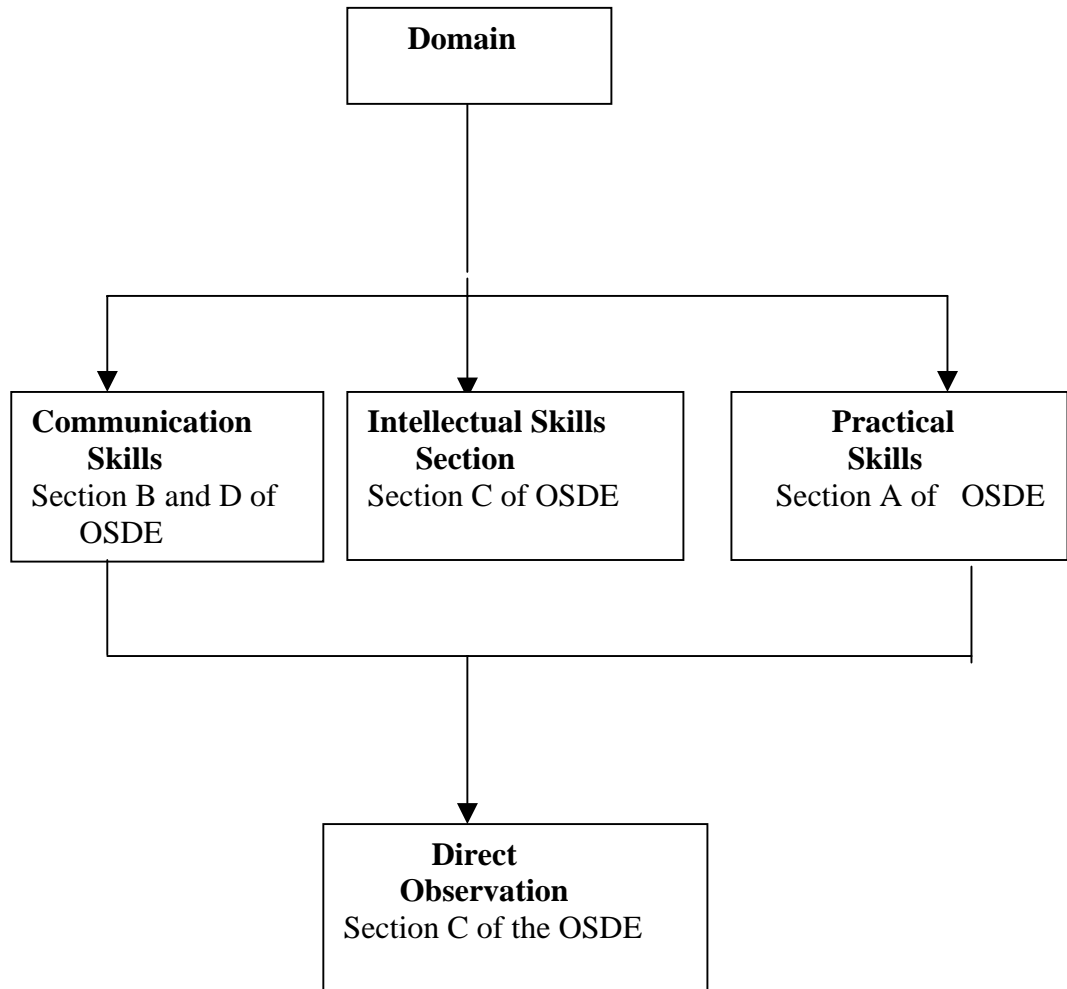 Domain
Communication
Skills
Section B and D of
OSDE
Intellectual Skills
Section
Section C of OSDE
Practical
Skills
Section A of OSDE
Direct
Observation
Section C of the OSDE